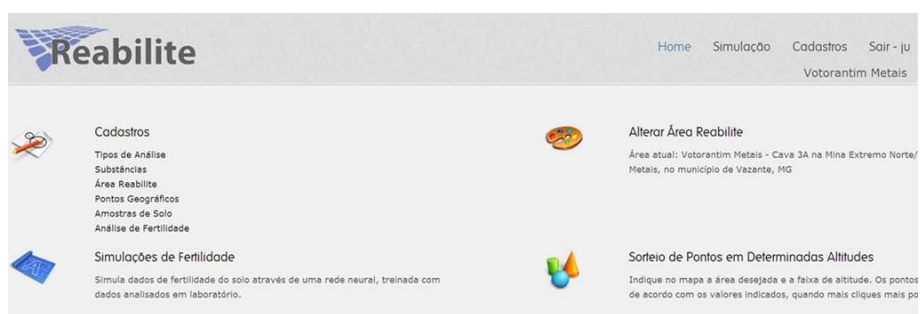 Reabilite
Home Simulação Cadastros Sair - ju
Votorantim Metais
Cadastros
Tipos de Análise
Substâncias
Área Reabilite
Pontos Geográficos
Amostras de Solo
Análise de Fertilidade
Alterar Área Reabilite
Área atual: Votorantim Metais - Cava 3A na Mina Extremo Norte/
Metais, no município de Vazante, MG
Simulações de Fertilidade
Simula dados de fertilidade do solo através de uma rede neural, treinada com
dados analisados em laboratório.
Sorteio de Pontos em Determinadas Altitudes
Indique no mapa a área desejada e a faixa de altitude. Os pontos
de acordo com os valores indicados, quando mais cliques mais po